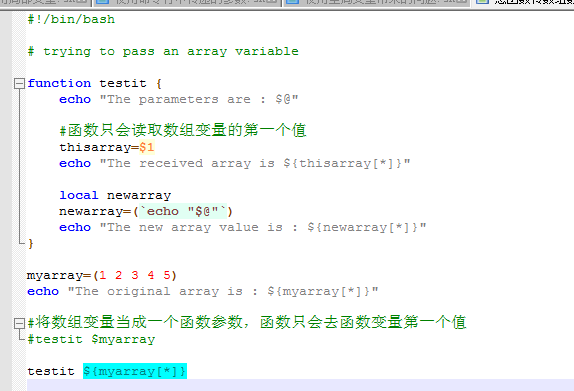 #!/bin/bash
# trying to pass an array variable
function testit {
echo "The parameters are : $@"
#函数只会读取数组变量的第一个值
thisarray=$1
echo "The received array is ${thisarray[*]}"
local newarray
newarray=(`echo "$@"`)
echo "The new array value is : ${newarray[*]}"
}
myarray=(1 2 3 4 5)
echo "The original array is : ${myarray[*]}"
#将数组变量当成一个函数参数，函数只会去函数变量第一个值
#testit $myarray
testit ${myarray[*]}